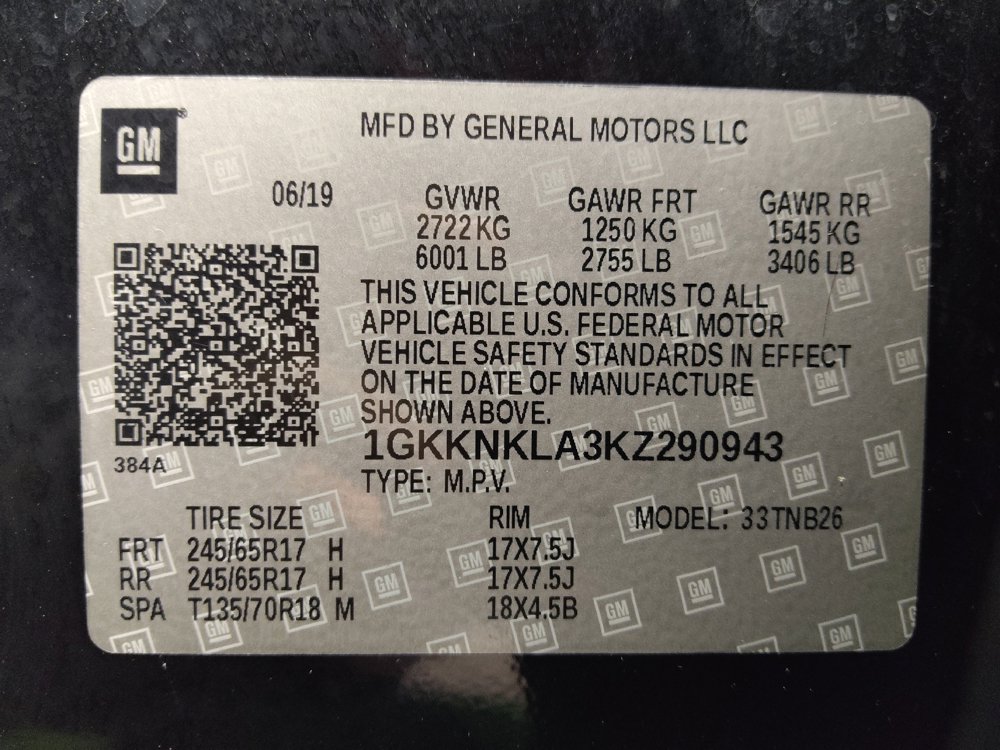 GM
MFD BY GENERAL MOTORS LLC
06/19 GVWR GAWR FRT GAWR RR
2722 KG 1250 KG 1545 KG
6001 LB 2755 LB 3406 LB
THIS VEHICLE CONFORMS TO ALL
APPLICABLE U.S. FEDERAL MOTOR
VEHICLE SAFETY STANDARDS IN EFFECT
ON THE DATE OF MANUFACTURE
SHOWN ABOVE.
1GKKNKLA3KZ290943
384A
TYPE: M.P.V.
TIRE SIZE RIM MODEL: 33TNB26
FRT 245/65R17 H 17X7.5J
RR 245/65R17 H 17X7.5J
SPA T135/70R18 M 18X4.5B